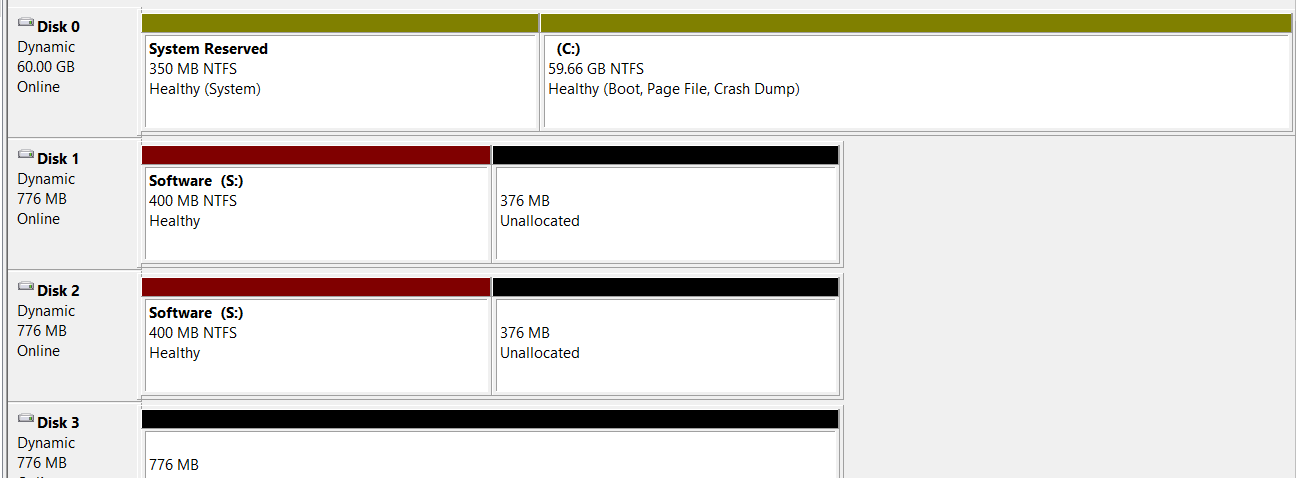 Disk 0
Dynamic
60.00 GB
Online
System Reserved
350 MB NTFS
Healthy (System)
(C:)
59.66 GB NTFS
Healthy (Boot, Page File, Crash Dump)
Disk 1
Dynamic
776 MB
Online
Software (S:)
400 MB NTFS
Healthy
376 MB
Unallocated
Disk 2
Dynamic
776 MB
Online
Software (S:)
400 MB NTFS
Healthy
376 MB
Unallocated
Disk 3
Dynamic
776 MB
776 MB